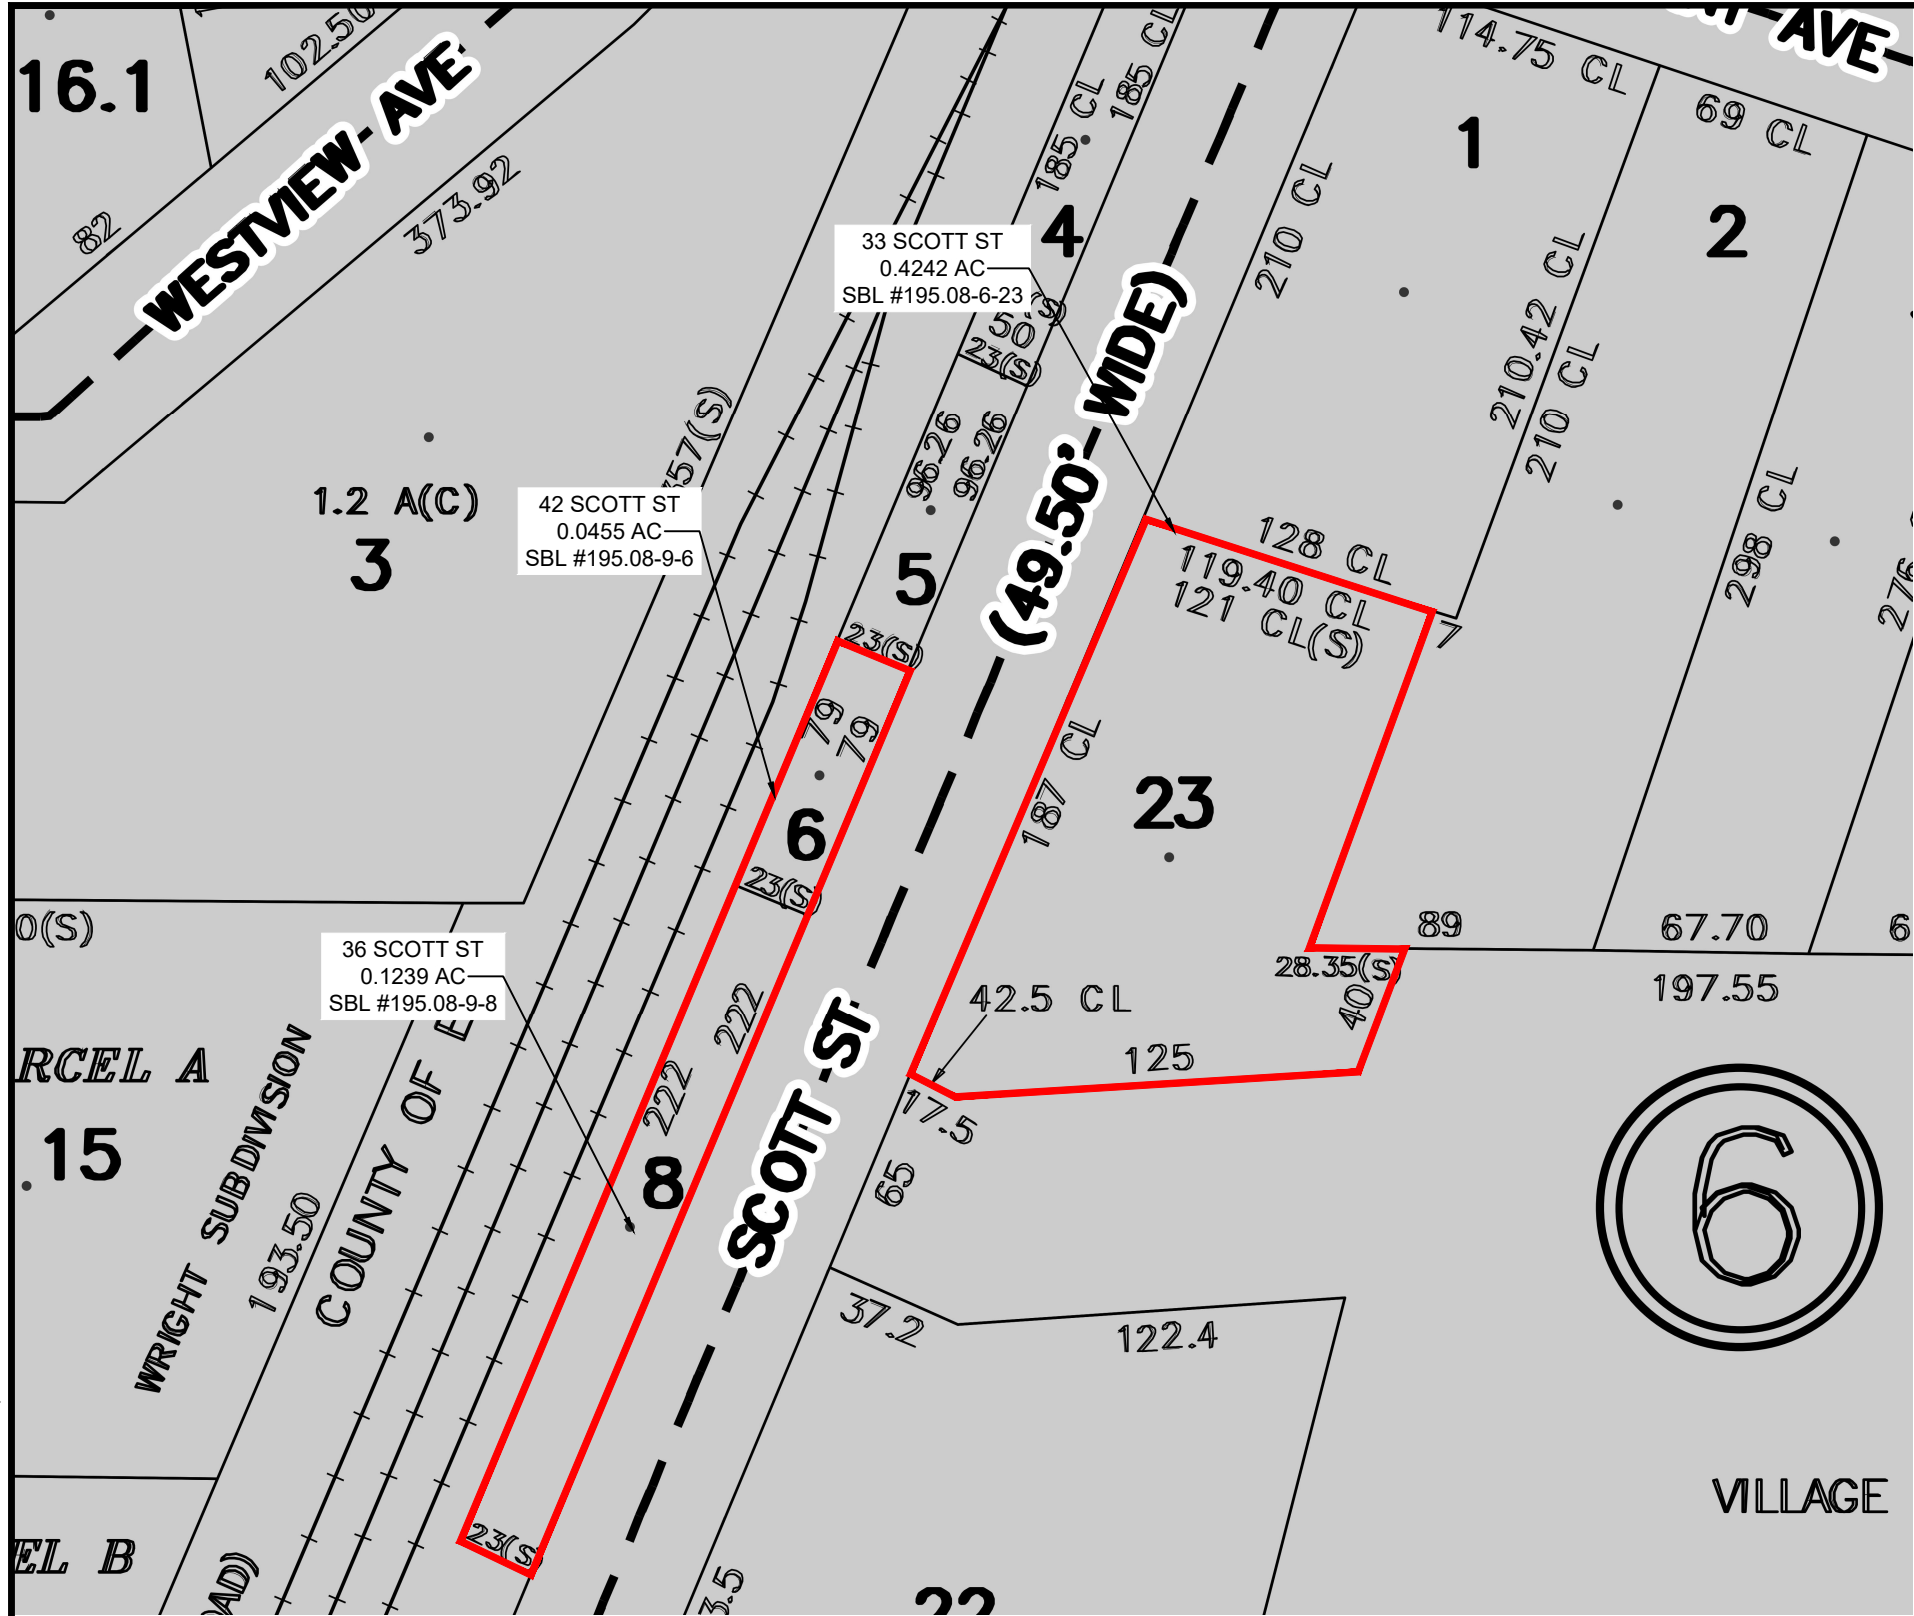 16.1
102.50
WESTVIEW AVE
82
373.92
185 CL
185 CL
114.75 CL
AVE
69 CL
1
2
4
33 SCOTT ST
0.4242 AC
SBL #195.08-6-23
50
23(S)
210 CL
210.42 CL
210 CL
298 CL
1.2 A(C)
3
42 SCOTT ST
0.0455 AC
SBL #195.08-9-6
96.26
96.26
5
(49.50' WIDE)
128 CL
119.40 CL
121 CL(S)
7
23(S)
79
79
6
23(S)
187 CL
23
0(S)
36 SCOTT ST
0.1239 AC
SBL #195.08-9-8
89
67.70
28.35(S)
40
197.55
42.5 CL
125
17.5
222
222
RCEL A
15
WRIGHT SUBDIVISION
193.50
COUNTY OF
8
SCOTT ST
65
6
37.2
122.4
VILLAGE
EL B
23(S)
22